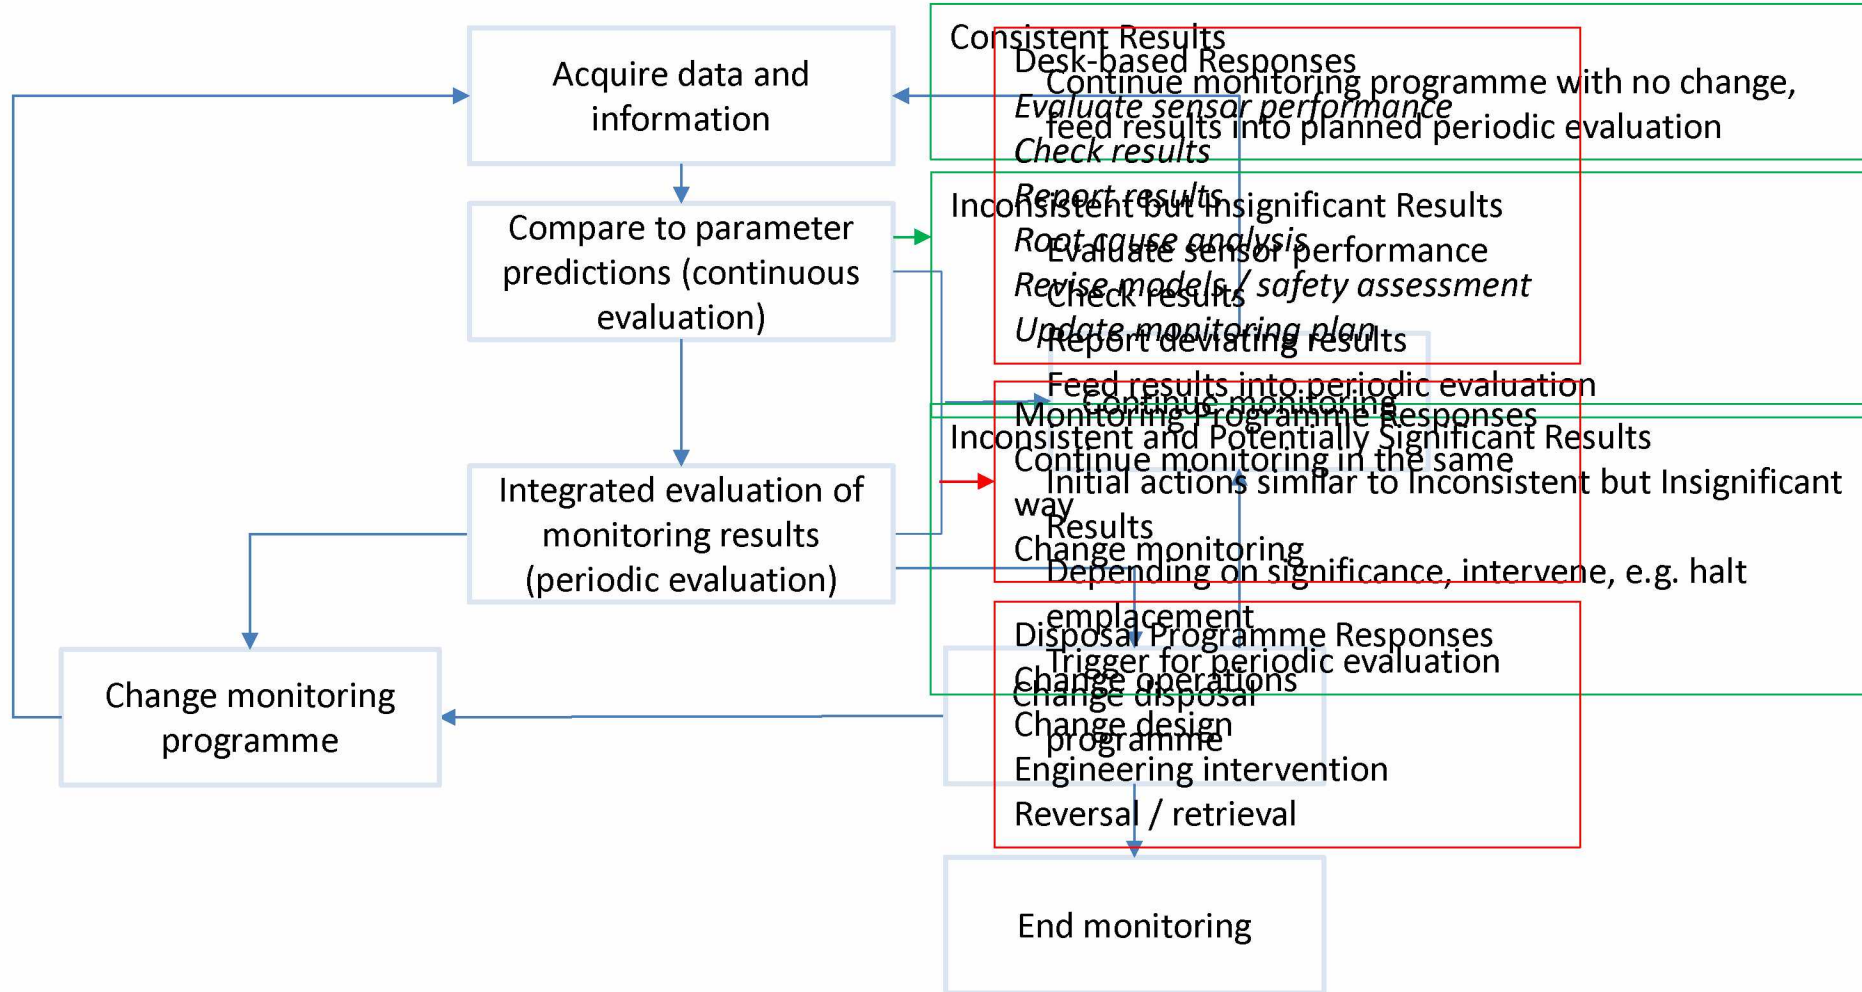 Acquire data and
information
Compare to parameter
predictions (continuous
evaluation)
Integrated evaluation of
monitoring results
(periodic evaluation)
Change monitoring
programme
Continue monitoring
Change disposal
programme
End monitoring
Consistent Results
Continue monitoring programme with no change,
feed results into planned periodic evaluation
Inconsistent but Insignificant Results
Evaluate sensor performance
Check results
Report deviating results
Feed results into periodic evaluation
Inconsistent and Potentially Significant Results
Initial actions similar to Inconsistent but Insignificant
Results
Depending on significance, intervene, e.g. halt
emplacement
Trigger for periodic evaluation
Desk-based Responses
Evaluate sensor performance
Check results
Report results
Root cause analysis
Revise models / safety assessment
Update monitoring plan
Monitoring Programme Responses
Continue monitoring in the same
way
Change monitoring
Disposal Programme Responses
Change operations
Change design
Engineering intervention
Reversal / retrieval